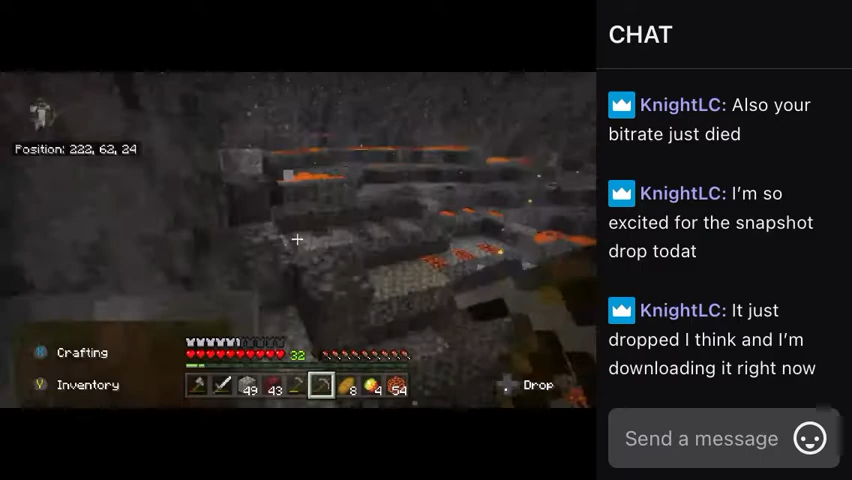 CHAT
KnightLC: Also your
bitrate just died
KnightLC: I'm so
excited for the snapshot
drop todat
KnightLC: It just
dropped I think and I'm
downloading it right now
Send a message
Position: 223, 62, 24
32
X Crafting
Y Inventory
Drop
49 43 8 4 54